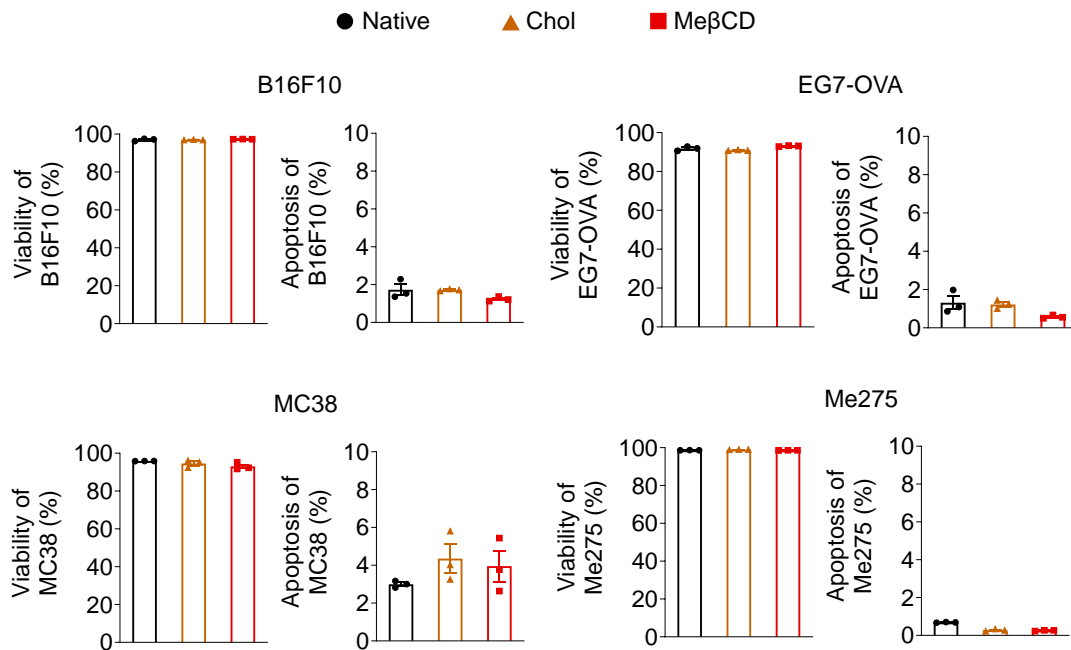 Native Chol MeβCD
B16F10
Viability of
B16F10 (%)
100
80
60
40
20
0
Apoptosis of
B16F10 (%)
10
8
6
4
2
0
EG7-OVA
Viability of
EG7-OVA (%)
100
80
60
40
20
0
Apoptosis of
EG7-OVA (%)
10
8
6
4
2
0
MC38
Viability of
MC38 (%)
100
80
60
40
20
0
Apoptosis of
MC38 (%)
10
8
6
4
2
0
Me275
Viability of
Me275 (%)
100
80
60
40
20
0
Apoptosis of
Me275 (%)
10
8
6
4
2
0